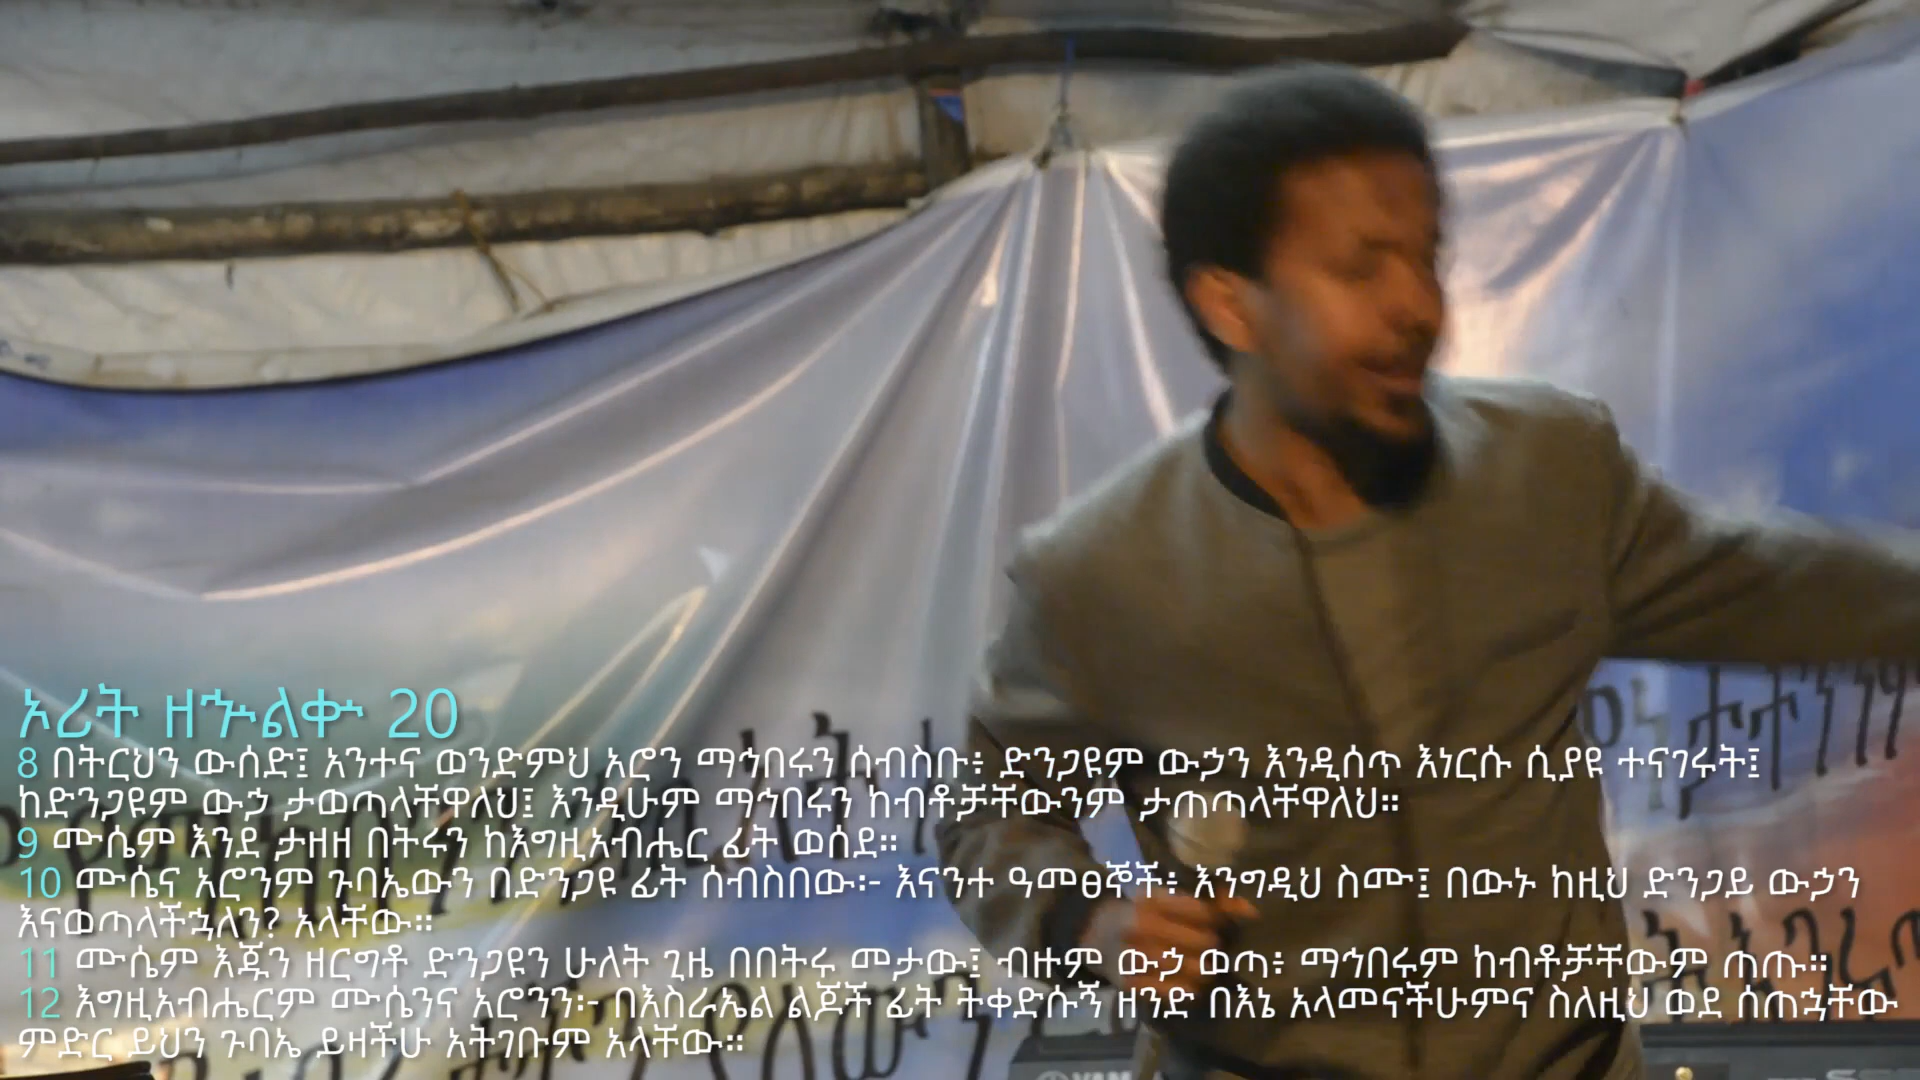 ኦሪት ዘኍልቍ 20
8 በትርህን ውሰድ፤ አንተና ወንድምህ አሮን ማኅበሩን ሰብስቡ፥ ድንጋዩም ውኃን እንዲሰጥ እነርሱ ሲያዩ ተናገሩት፤
ከድንጋዩም ውኃ ታወጣላቸዋለህ፤ እንዲሁም ማኅበሩን ከብቶቻቸውንም ታጠጣላቸዋለህ።
9 ሙሴም እንደ ታዘዘ በትሩን ከእግዚአብሔር ፊት ወሰደ።
10 ሙሴና አሮንም ጉባኤውን በድንጋዩ ፊት ሰብስበው፦ እናንተ ዓመፀኞች፥ እንግዲህ ስሙ፤ በውኑ ከዚህ ድንጋይ ውኃን
እናወጣላችኋለን? አላቸው።
11 ሙሴም እጁን ዘርግቶ ድንጋዩን ሁለት ጊዜ በበትሩ መታው፤ ብዙም ውኃ ወጣ፥ ማኅበሩም ከብቶቻቸውም ጠጡ።
12 እግዚአብሔርም ሙሴንና አሮንን፦ በእስራኤል ልጆች ፊት ትቀድሱኝ ዘንድ በእኔ አላመናችሁምና ስለዚህ ወደ ሰጠኋቸው
ምድር ይህን ጉባኤ ይዛችሁ አትገቡም አላቸው።